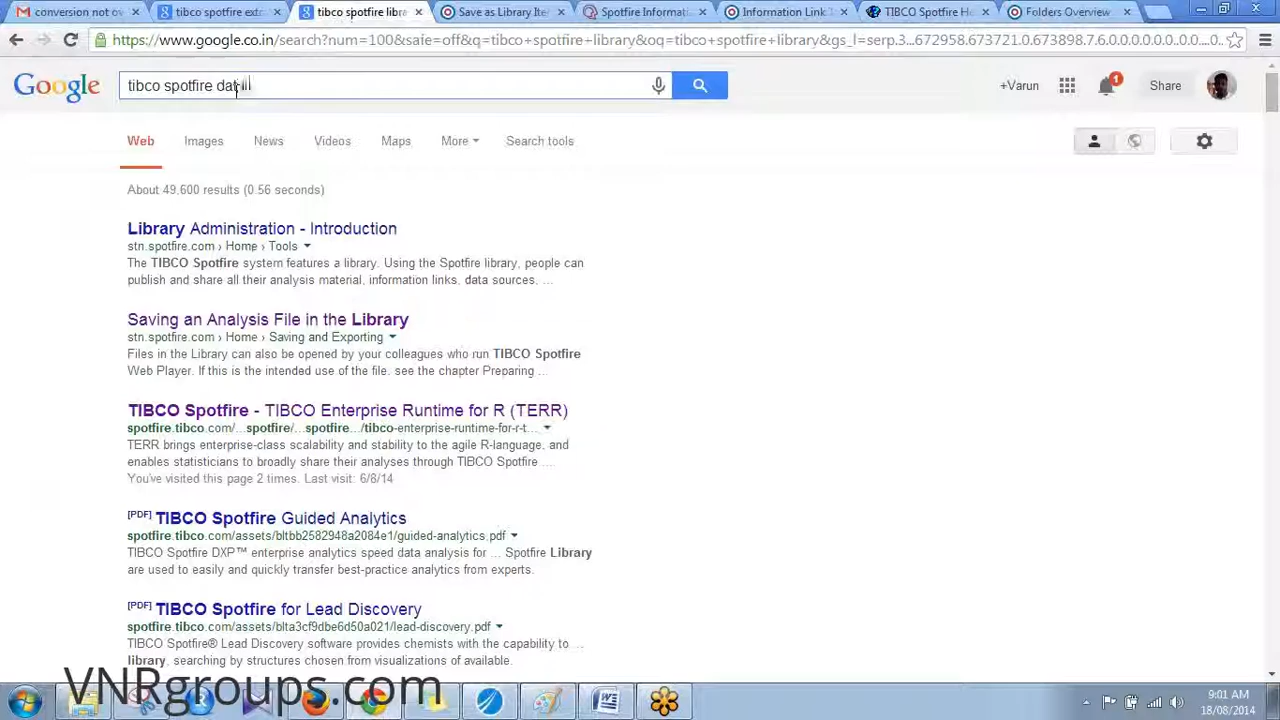 conversion not ov
tibco spotfire ext
tibco spotfire libr
Save as Library Ite
Spotfire Informati
Information Link T
TIBCO Spotfire Ho
Folders Overview
https://www.google.co.in/search?num=100&safe=off&q=tibco+spotfire+library&oq=tibco+spotfire+library&gs_l=serp.3...672958.673721.0.673898.7.6.0.0.0.0.0.0.0..0....0...
Google
tibco spotfire dat
+Varun
1
Share
Web
Images
News
Videos
Maps
More
Search tools
About 49,600 results (0.56 seconds)
Library Administration - Introduction
stn.spotfire.com › Home › Tools
The TIBCO Spotfire system features a library. Using the Spotfire library, people can
publish and share all their analysis material, information links, data sources. ...
Saving an Analysis File in the Library
stn.spotfire.com › Home › Saving and Exporting
Files in the Library can also be opened by your colleagues who run TIBCO Spotfire
Web Player. If this is the intended use of the file. see the chapter Preparing ...
TIBCO Spotfire - TIBCO Enterprise Runtime for R (TERR)
spotfire.tibco.com/...spotfire/...spotfire.../tibco-enterprise-runtime-for-r-t...
TERR brings enterprise-class scalability and stability to the agile R-language, and
enables statisticians to broadly share their analyses through TIBCO Spotfire ...
You've visited this page 2 times. Last visit: 6/8/14
[PDF] TIBCO Spotfire Guided Analytics
spotfire.tibco.com/assets/bltbb2582948a2084e1/guided-analytics.pdf
TIBCO Spotfire DXP™ enterprise analytics speed data analysis for ... Spotfire Library
are used to easily and quickly transfer best-practice analytics from experts.
[PDF] TIBCO Spotfire for Lead Discovery
spotfire.tibco.com/assets/blta3cf9dbe6d50a021/lead-discovery.pdf
TIBCO Spotfire® Lead Discovery software provides chemists with the capability to ...
library, searching by structures chosen from visualizations of available.
VNRgroups.com
9:01 AM
18/08/2014